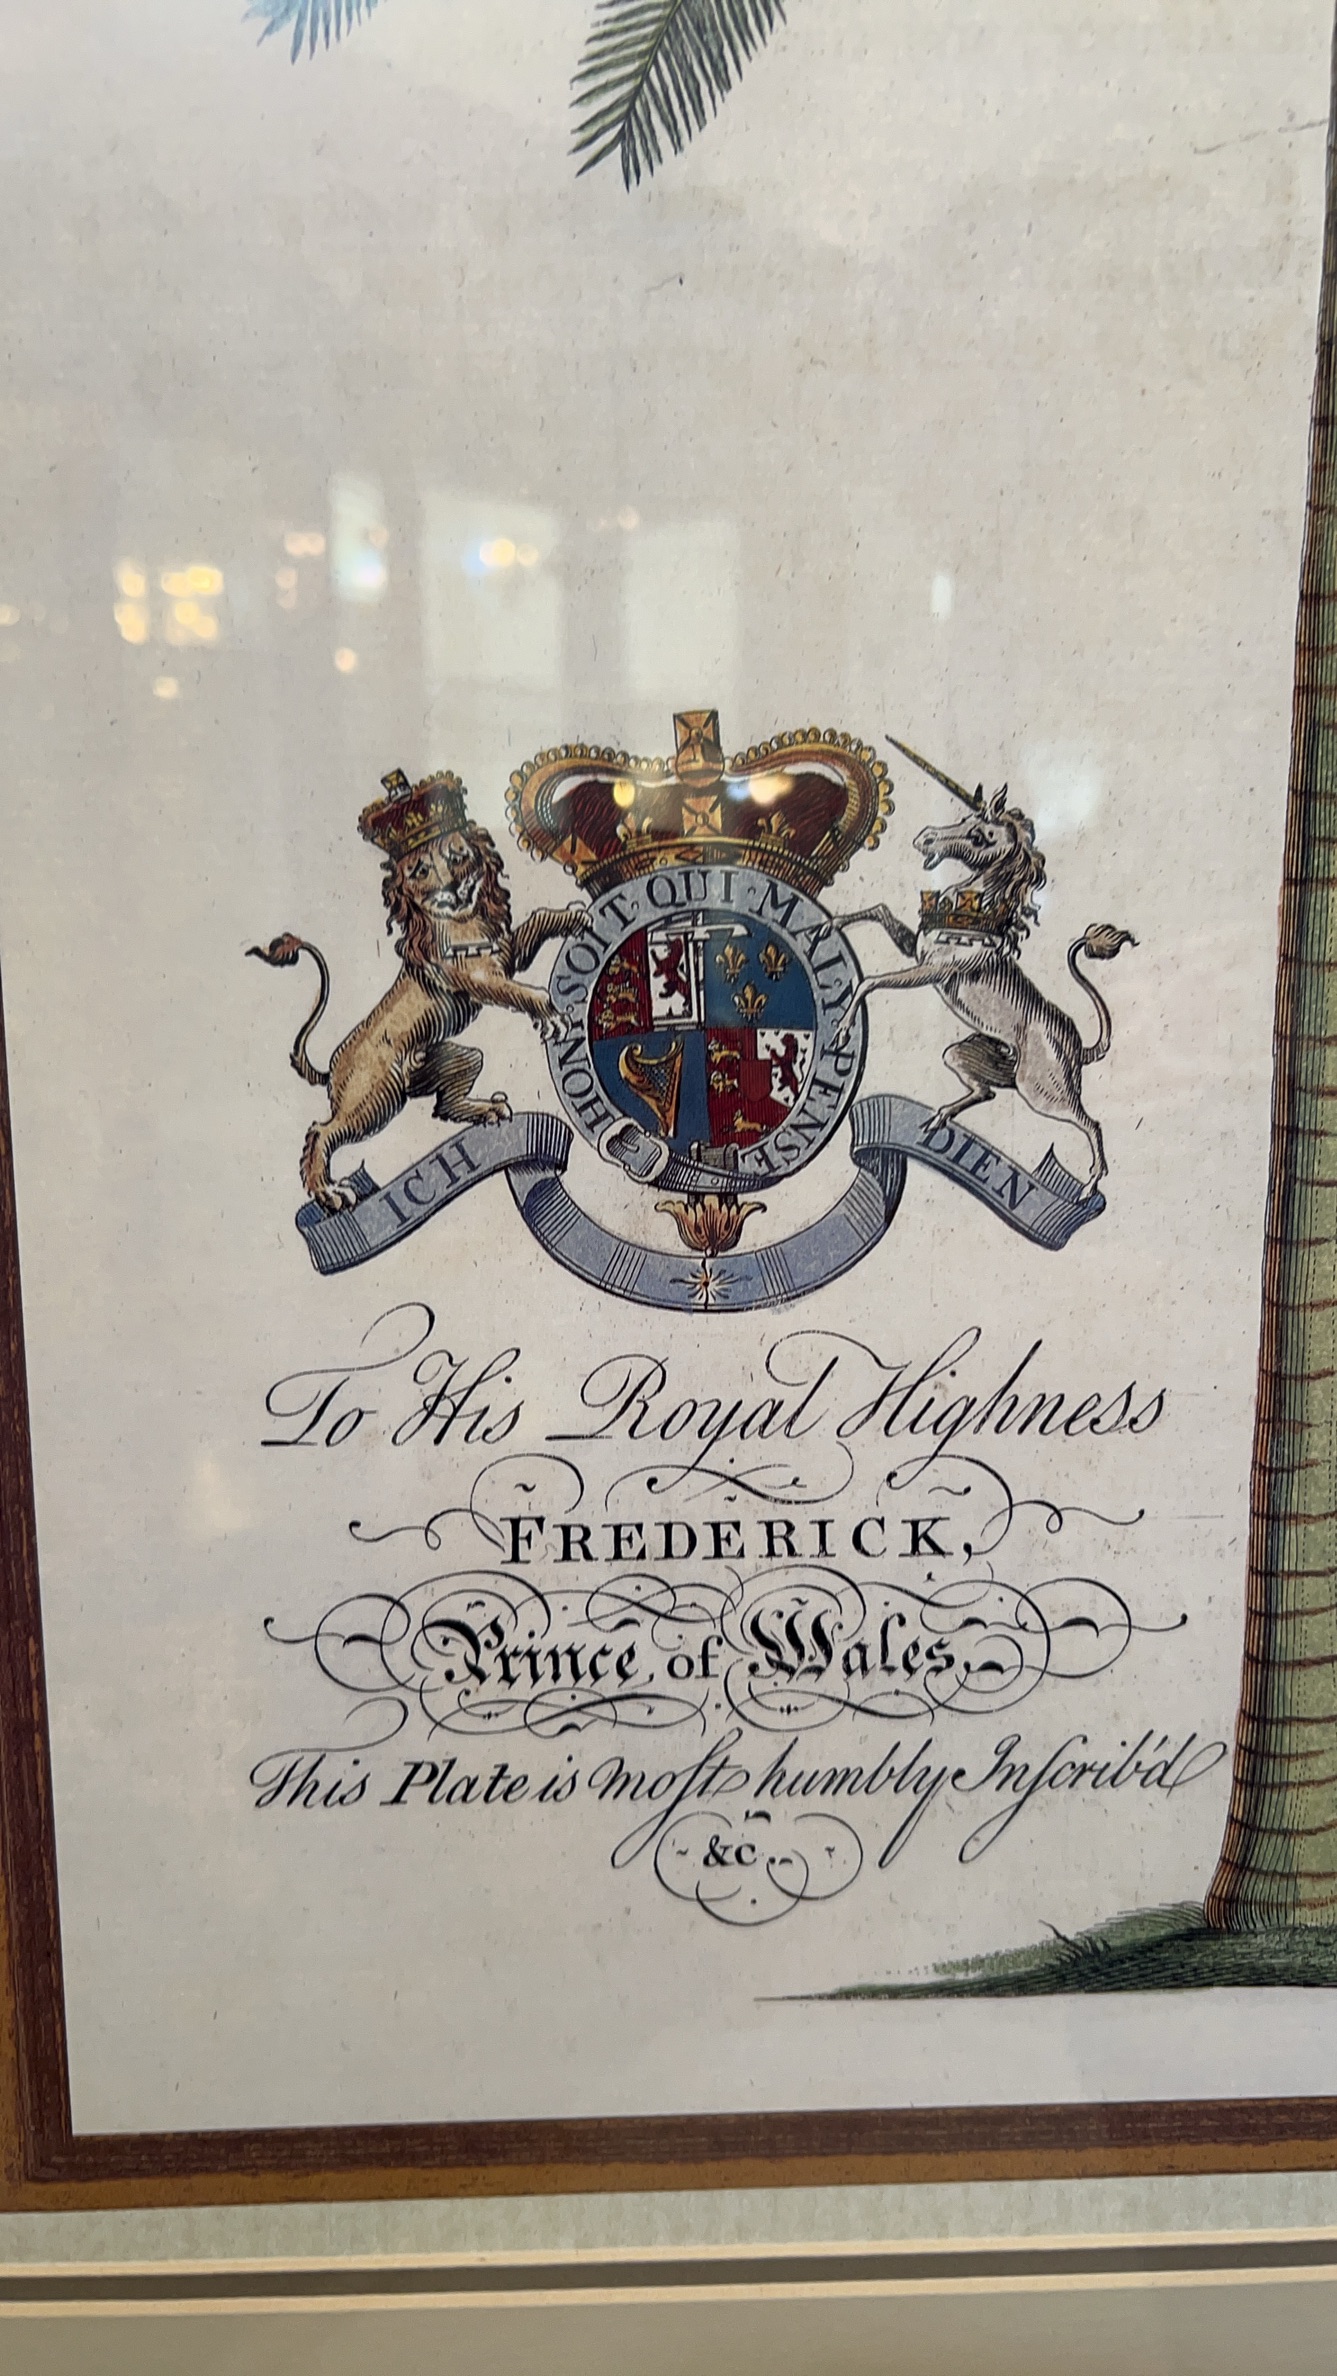 HONI·SOIT·QUI·MAL·Y·PENSE
ICH DIEN
To His Royal Highness
FREDERICK,
Prince of Wales,
This Plate is moſt humbly Inſcrib'd
&c.